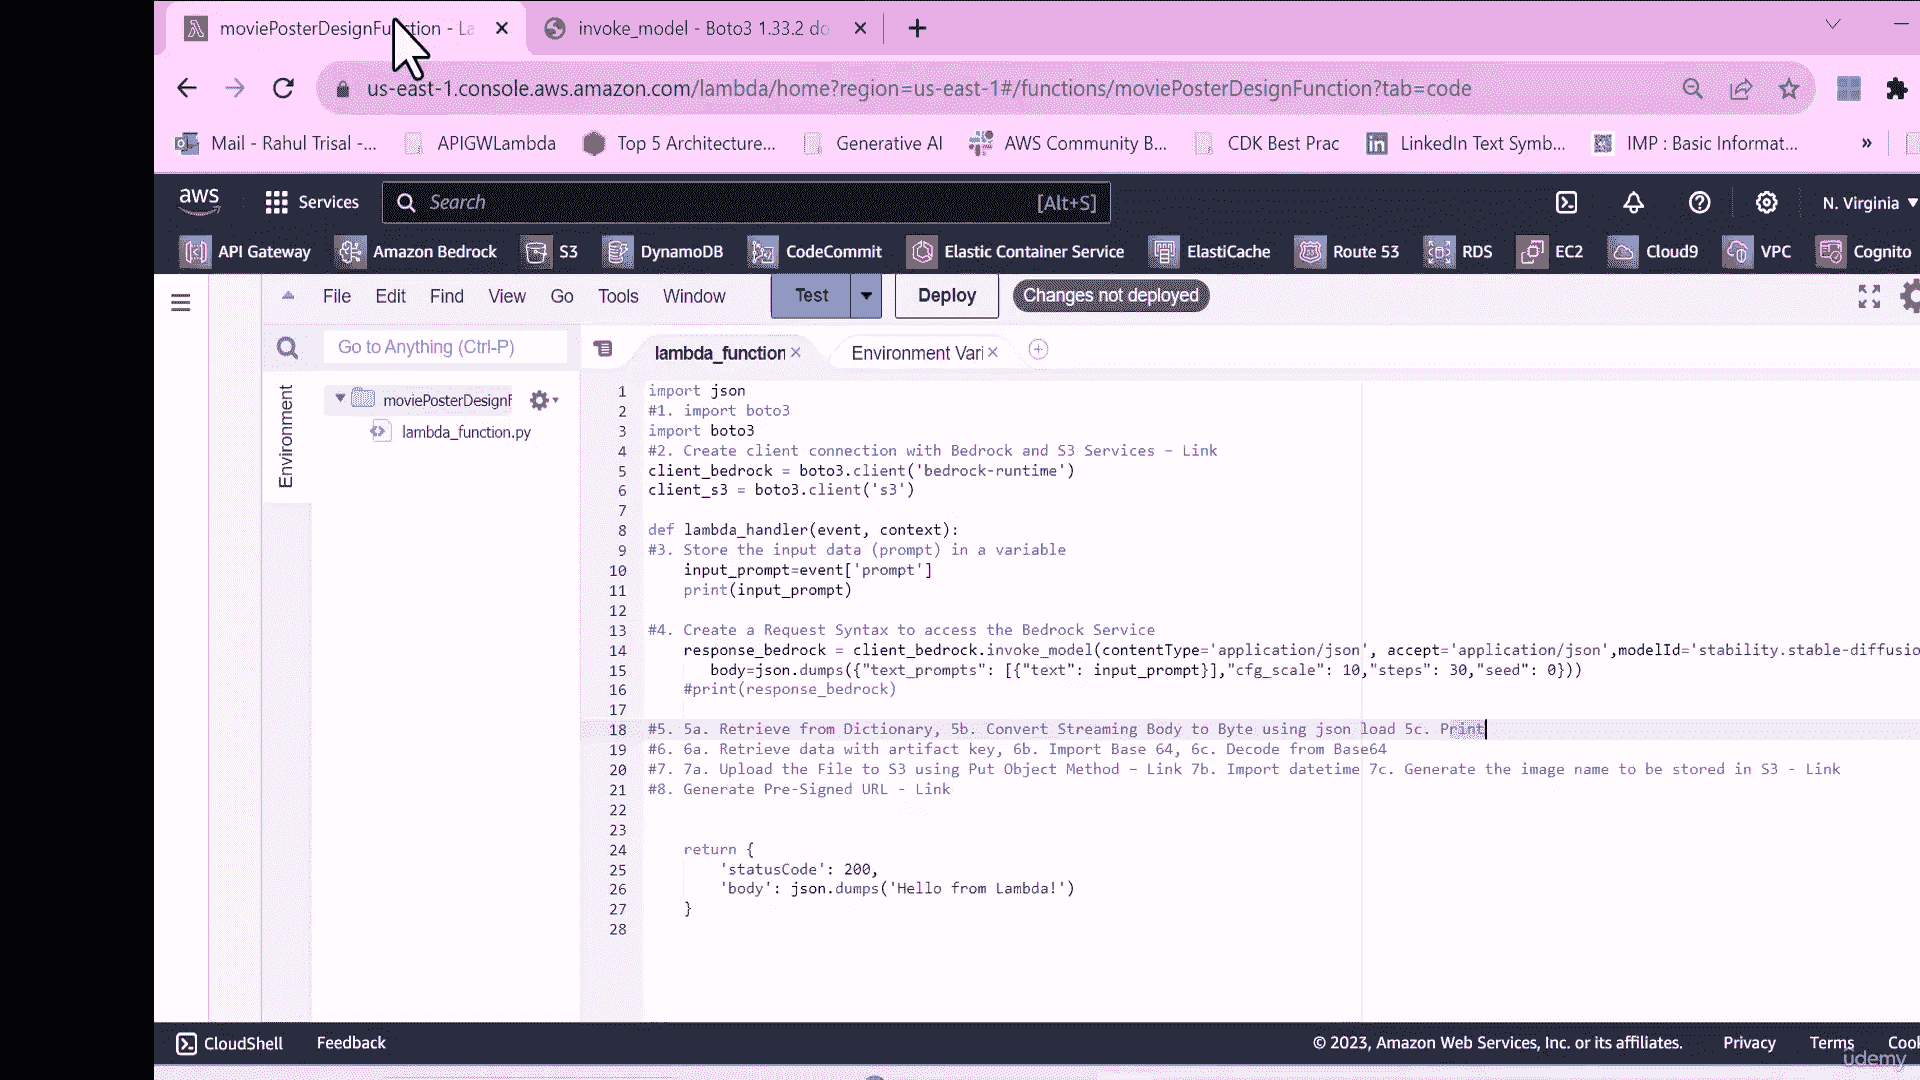 moviePosterDesignFunction - La
invoke_model - Boto3 1.33.2 do
us-east-1.console.aws.amazon.com/lambda/home?region=us-east-1#/functions/moviePosterDesignFunction?tab=code
Mail - Rahul Trisal -... APIGWLambda Top 5 Architecture... Generative AI AWS Community B... CDK Best Prac LinkedIn Text Symb... IMP : Basic Informat... »
aws Services Search [Alt+S] N. Virginia
API Gateway Amazon Bedrock S3 DynamoDB CodeCommit Elastic Container Service ElastiCache Route 53 RDS EC2 Cloud9 VPC Cognito
File Edit Find View Go Tools Window Test Deploy Changes not deployed
Go to Anything (Ctrl-P)
lambda_function Environment Vari
Environment
moviePosterDesignF
lambda_function.py
1 import json
2 #1. import boto3
3 import boto3
4 #2. Create client connection with Bedrock and S3 Services – Link
5 client_bedrock = boto3.client('bedrock-runtime')
6 client_s3 = boto3.client('s3')
7
8 def lambda_handler(event, context):
9 #3. Store the input data (prompt) in a variable
10 input_prompt=event['prompt']
11 print(input_prompt)
12
13 #4. Create a Request Syntax to access the Bedrock Service
14 response_bedrock = client_bedrock.invoke_model(contentType='application/json', accept='application/json',modelId='stability.stable-diffusio
15 body=json.dumps({"text_prompts": [{"text": input_prompt}],"cfg_scale": 10,"steps": 30,"seed": 0}))
16 #print(response_bedrock)
17
18 #5. 5a. Retrieve from Dictionary, 5b. Convert Streaming Body to Byte using json load 5c. Print
19 #6. 6a. Retrieve data with artifact key, 6b. Import Base 64, 6c. Decode from Base64
20 #7. 7a. Upload the File to S3 using Put Object Method – Link 7b. Import datetime 7c. Generate the image name to be stored in S3 - Link
21 #8. Generate Pre-Signed URL - Link
22
23
24 return {
25 'statusCode': 200,
26 'body': json.dumps('Hello from Lambda!')
27 }
28
CloudShell Feedback © 2023, Amazon Web Services, Inc. or its affiliates. Privacy Terms Cook
udemy